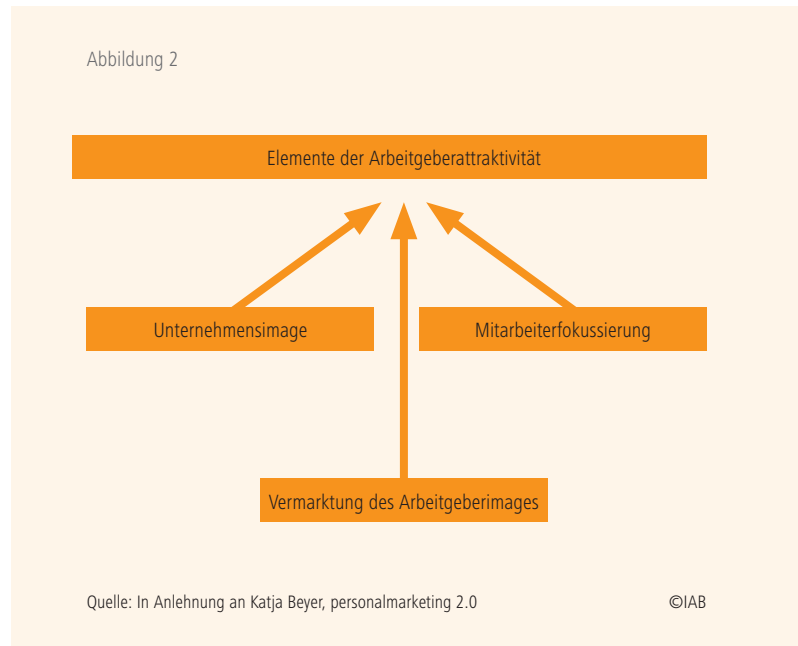 Abbildung 2
Elemente der Arbeitgeberattraktivität
Unternehmensimage
Mitarbeiterfokussierung
Vermarktung des Arbeitgeberimages
Quelle: In Anlehnung an Katja Beyer, personalmarketing 2.0
©IAB